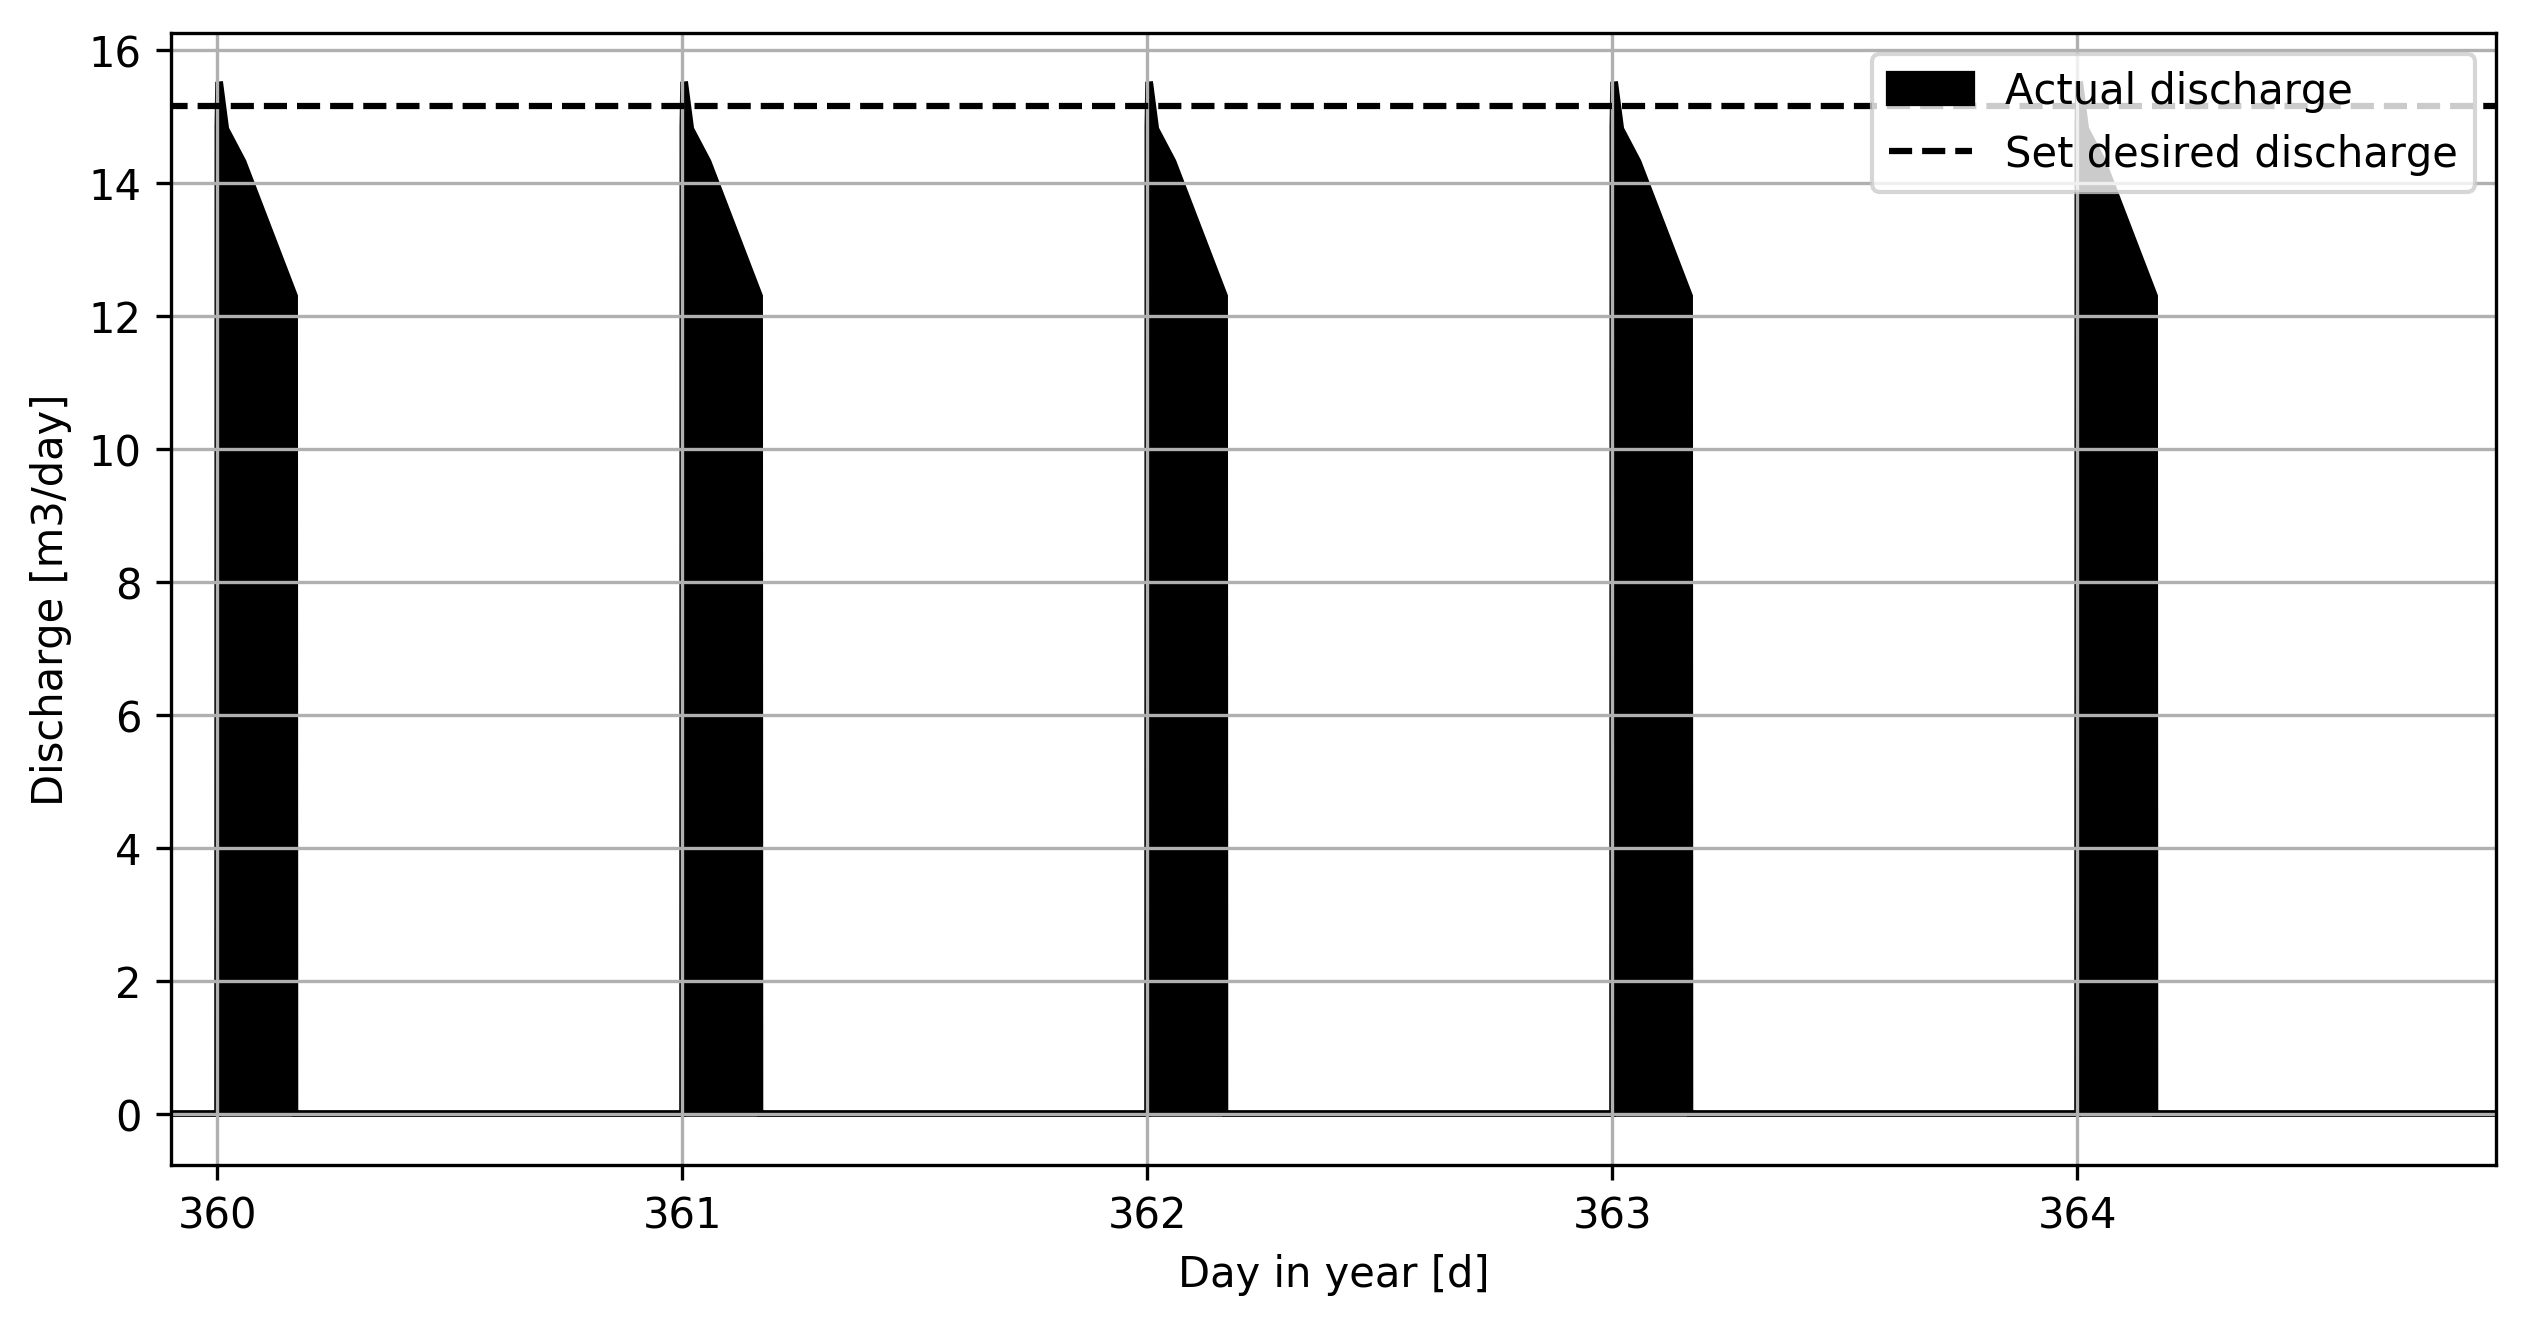 16
14
12
10
8
6
4
2
0
Discharge [m3/day]
Actual discharge
Set desired discharge
360 361 362 363 364
Day in year [d]